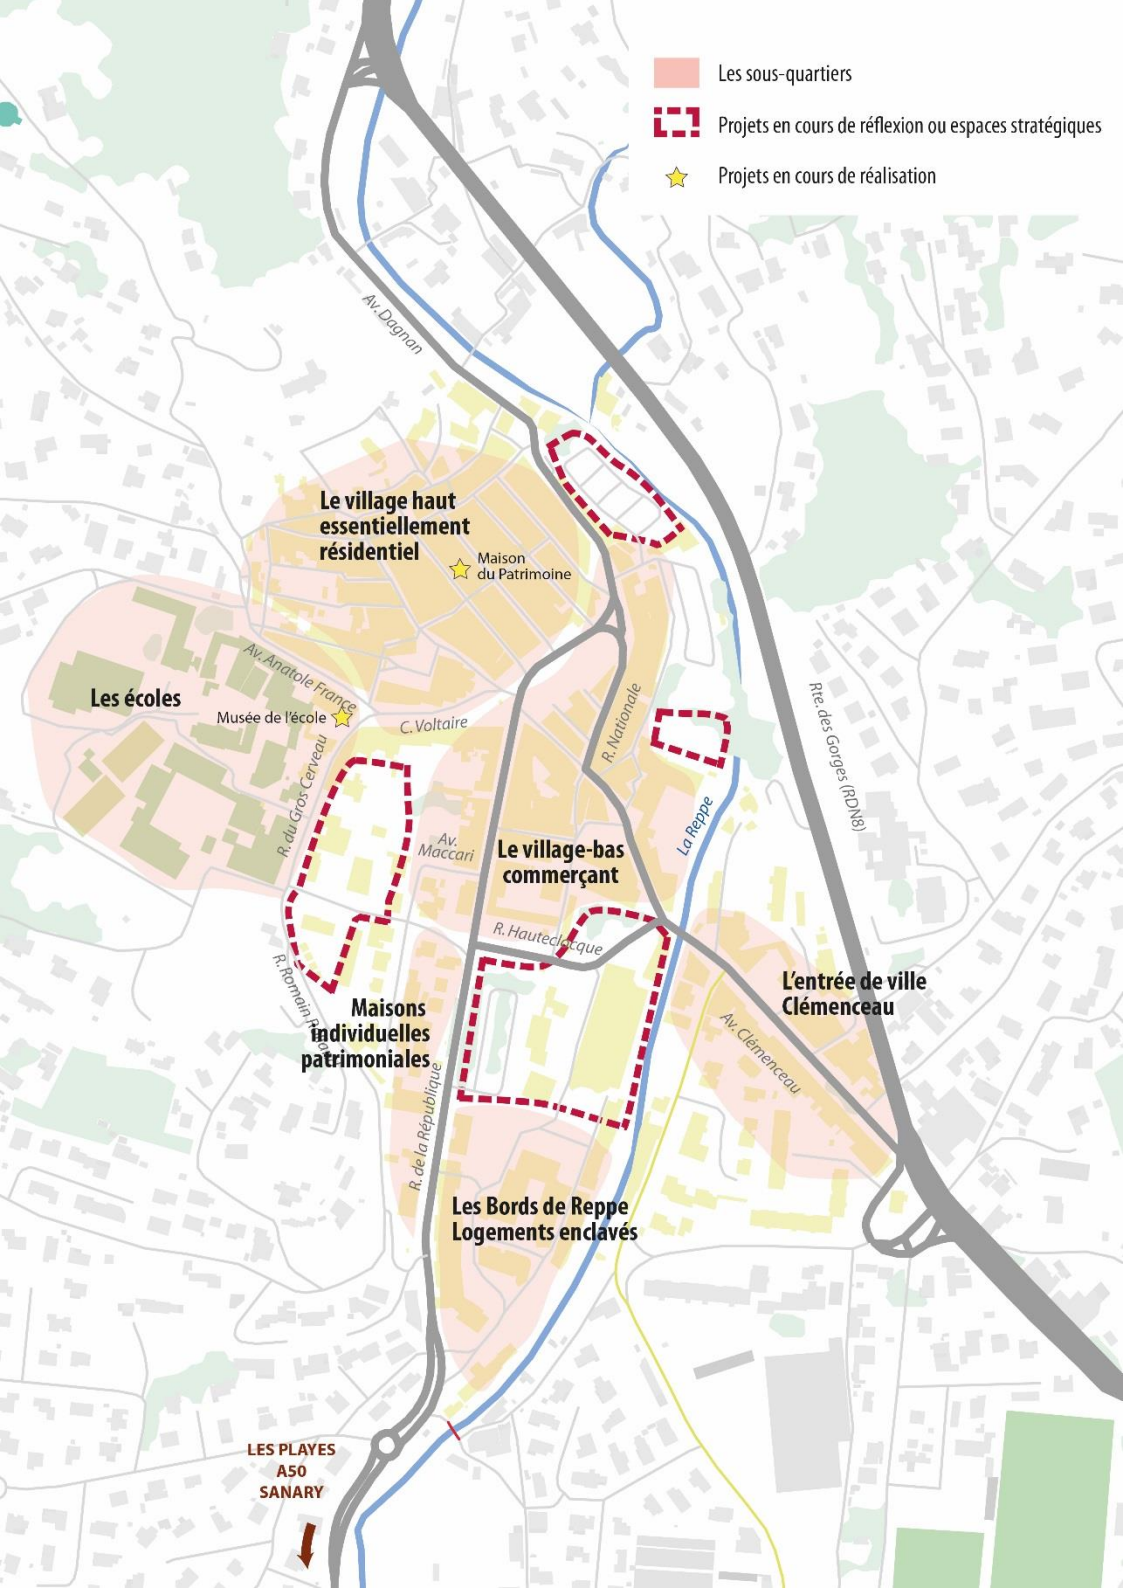 Les sous-quartiers
Projets en cours de réflexion ou espaces stratégiques
Projets en cours de réalisation
Av. Dagnan
Le village haut
essentiellement
résidentiel
Maison
du Patrimoine
Av. Anatole France
Les écoles
Musée de l'école
C. Voltaire
R. Nationale
Rte. des Gorges (RDN8)
R. du Gros Cerveau
La Reppe
Av.
Maccari
Le village-bas
commerçant
R. Hauteclocque
R. Romain
L'entrée de ville
Clémenceau
Maisons
individuelles
patrimoniales
Av. Clémenceau
R. de la République
Les Bords de Reppe
Logements enclavés
LES PLAYES
A50
SANARY